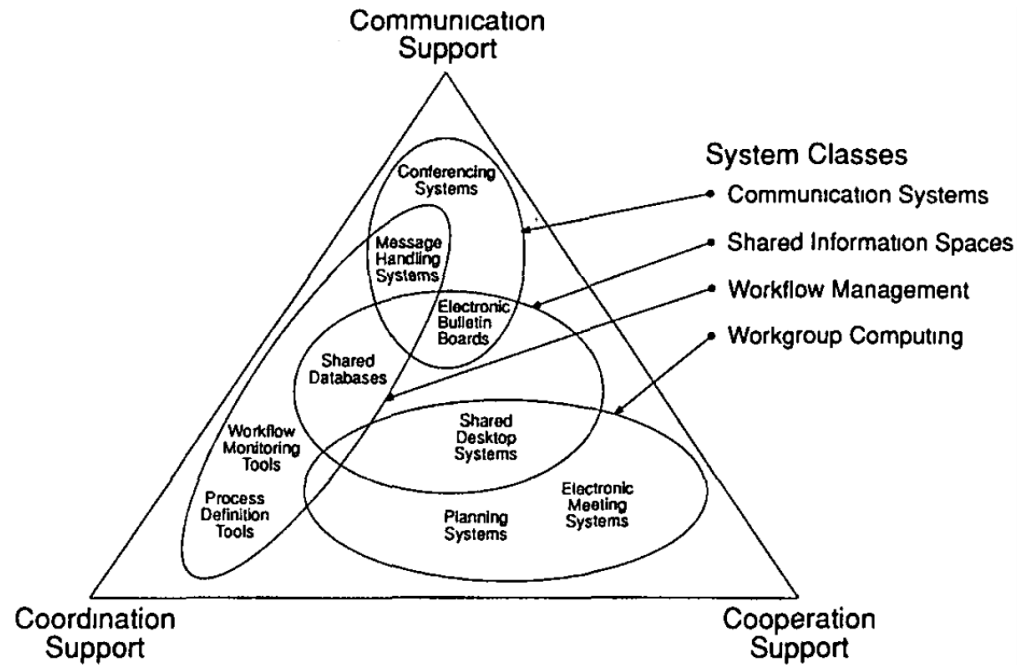 Communication
Support
System Classes
Communication Systems
Shared Information Spaces
Workflow Management
Workgroup Computing
Conferencing
Systems
Message
Handling
Systems
Electronic
Bulletin
Boards
Shared
Databases
Shared
Desktop
Systems
Workflow
Monitoring
Tools
Process
Definition
Tools
Electronic
Meeting
Systems
Planning
Systems
Coordination
Support
Cooperation
Support